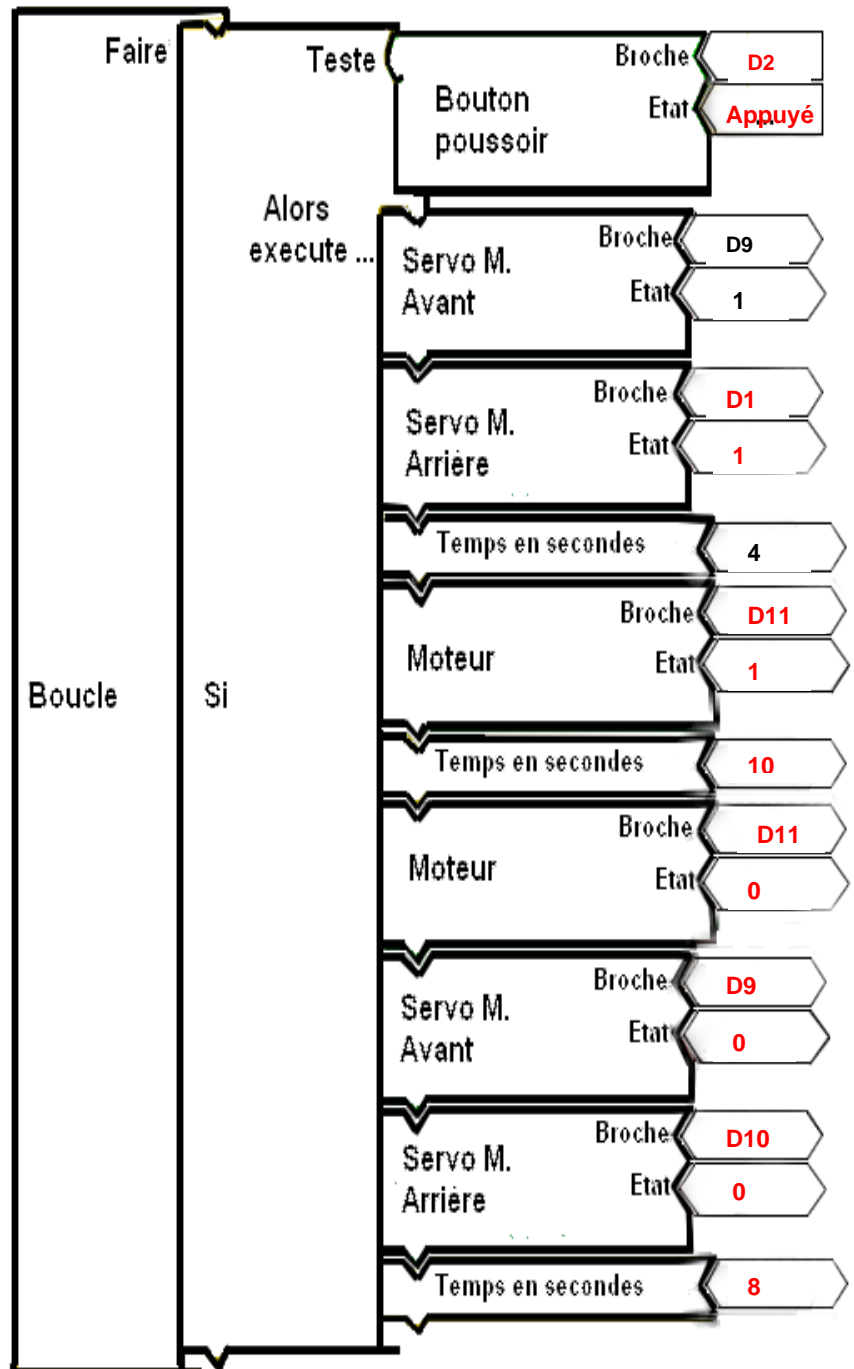 Faire
Teste
Broche
D2
Bouton
poussoir
Etat
Appuyé
Alors
execute ...
Servo M.
Avant
Broche
D9
Etat
1
Servo M.
Arrière
Broche
D1
Etat
1
Temps en secondes
4
Boucle
Si
Moteur
Broche
D11
Etat
1
Temps en secondes
10
Moteur
Broche
D11
Etat
0
Servo M.
Avant
Broche
D9
Etat
0
Servo M.
Arrière
Broche
D10
Etat
0
Temps en secondes
8